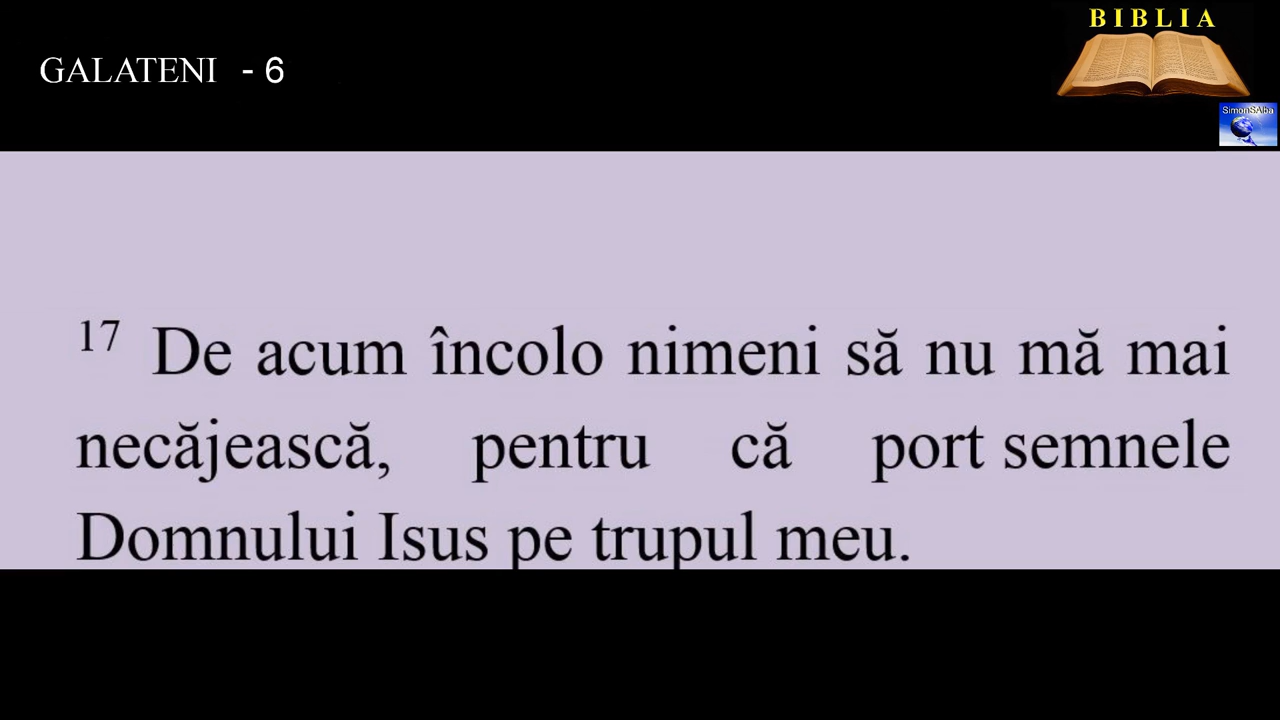 BIBLIA
GALATENI - 6
SimonSAlba
17 De acum încolo nimeni să nu mă mai
necăjească, pentru că port semnele
Domnului Isus pe trupul meu.